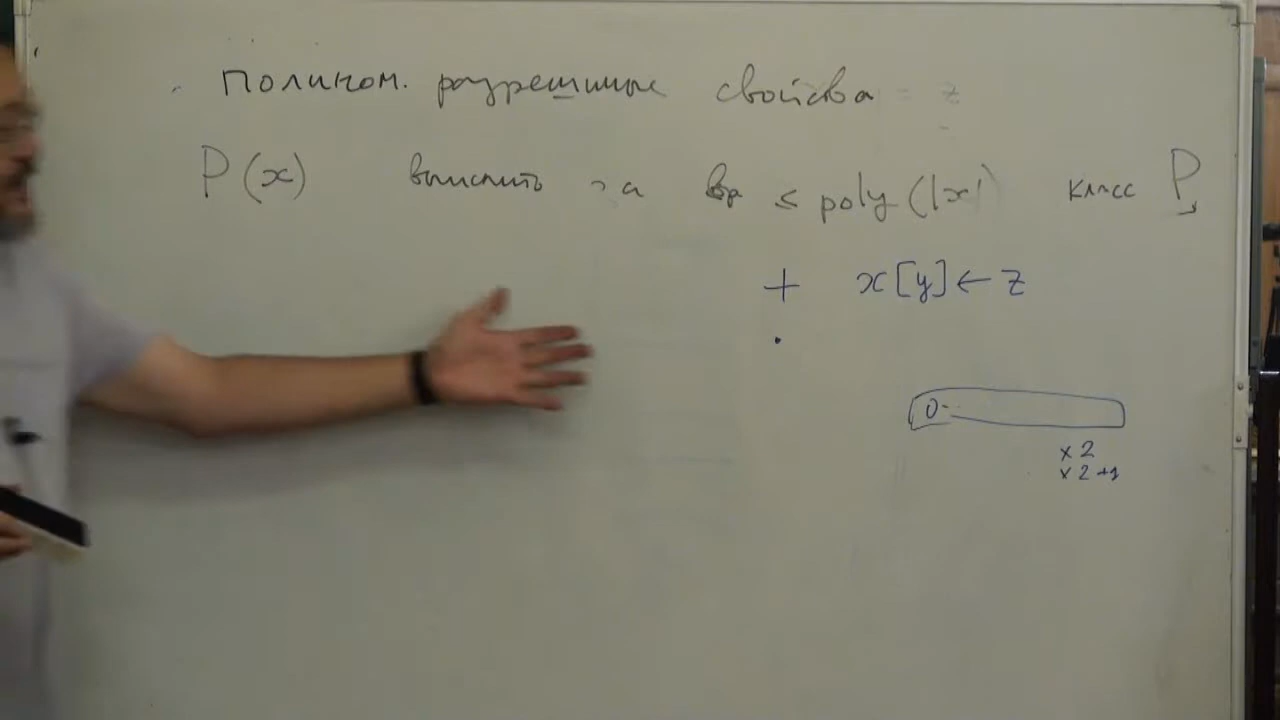 Полином. разрешимые свойства
P(x) вычислить за вр ≤ poly(|x|) класс P
+ x[y] ← z
·
0
x 2
x 2 +1